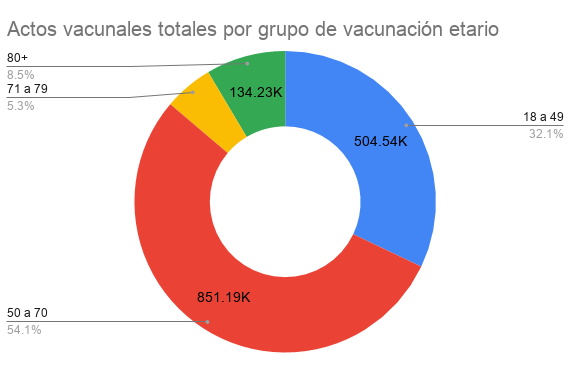 Actos vacunales totales por grupo de vacunación etario
80+
8.5%
71 a 79
5.3%
134.23K
18 a 49
32.1%
504.54K
851.19K
50 a 70
54.1%